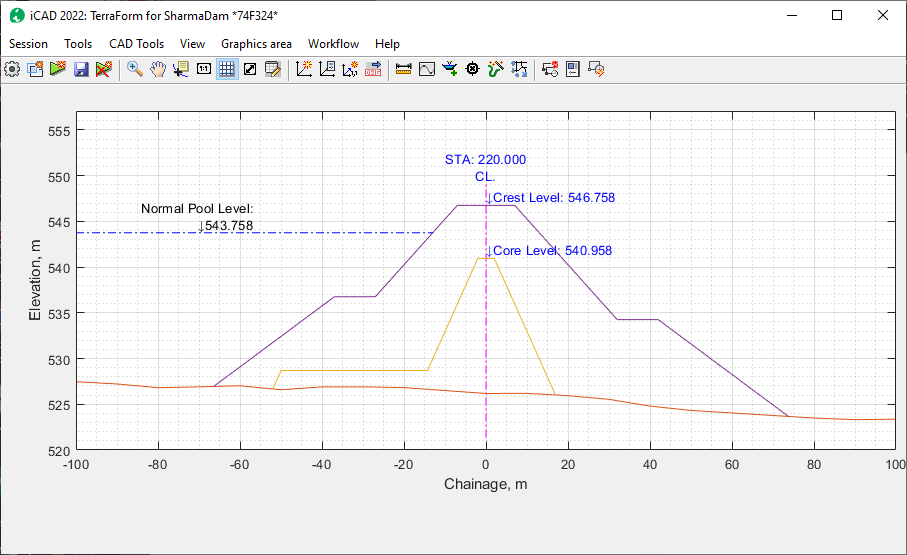 iCAD 2022: TerraForm for SharmaDam *74F324*
Session Tools CAD Tools View Graphics area Workflow Help
STA: 220.000
CL.
↓Crest Level: 546.758
Normal Pool Level:
↓543.758
↓Core Level: 540.958
Elevation, m
555
550
545
540
535
530
525
520
-100 -80 -60 -40 -20 0 20 40 60 80 100
Chainage, m